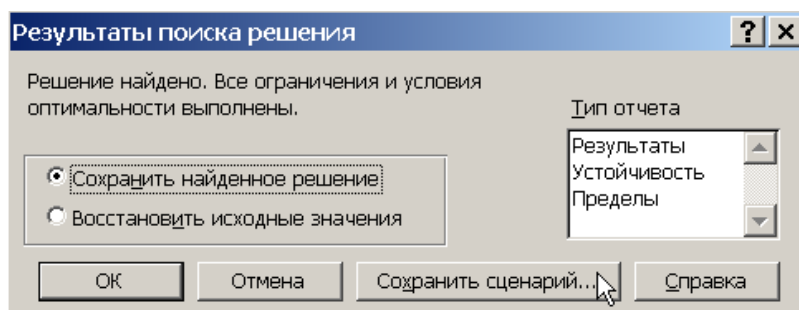 Результаты поиска решения
Решение найдено. Все ограничения и условия
оптимальности выполнены.
Тип отчета
Результаты
Устойчивость
Пределы
Сохранить найденное решение
Восстановить исходные значения
ОК
Отмена
Сохранить сценарий...
Справка